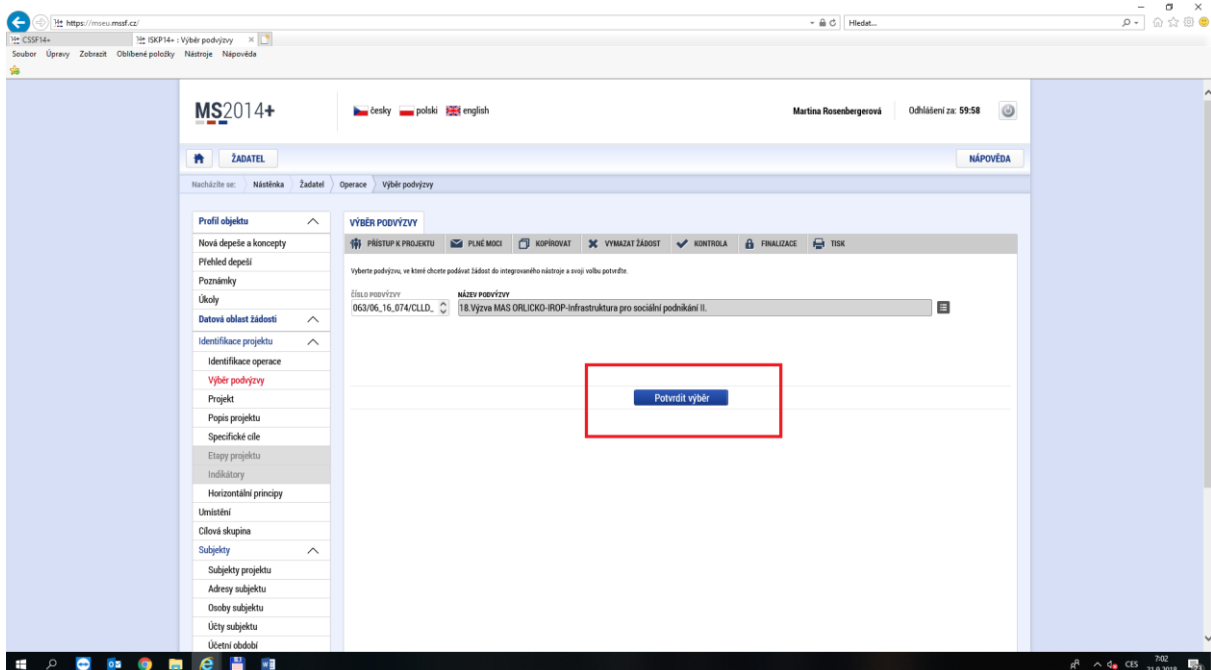 https://mseu.mssf.cz/
Hledat...
CSSF14+
ISKP14+ : Výběr podvýzvy
Soubor Úpravy Zobrazit Oblíbené položky Nástroje Nápověda
MS2014+
česky polski english
Martina Rosenbergerová
Odhlášení za: 59:58
ŽADATEL
NÁPOVĚDA
Nacházíte se: Nástěnka Žadatel Operace Výběr podvýzvy
Profil objektu
Nová depeše a koncepty
Přehled depeší
Poznámky
Úkoly
Datová oblast žádosti
Identifikace projektu
Identifikace operace
Výběr podvýzvy
Projekt
Popis projektu
Specifické cíle
Etapy projektu
Indikátory
Horizontální principy
Umístění
Cílová skupina
Subjekty
Subjekty projektu
Adresy subjektu
Osoby subjektu
Účty subjektu
Účetní období
VÝBĚR PODVÝZVY
PŘÍSTUP K PROJEKTU PLNÉ MOCI KOPÍROVAT VYMAZAT ŽÁDOST KONTROLA FINALIZACE TISK
Vyberte podvýzvu, ve které chcete podávat žádost do integrovaného nástroje a svoji volbu potvrďte.
ČÍSLO PODVÝZVY
NÁZEV PODVÝZVY
063/06_16_074/CLLD_
18.Výzva MAS ORLICKO-IROP-Infrastruktura pro sociální podnikání II.
Potvrdit výběr
CES
7:02
21.9.2018